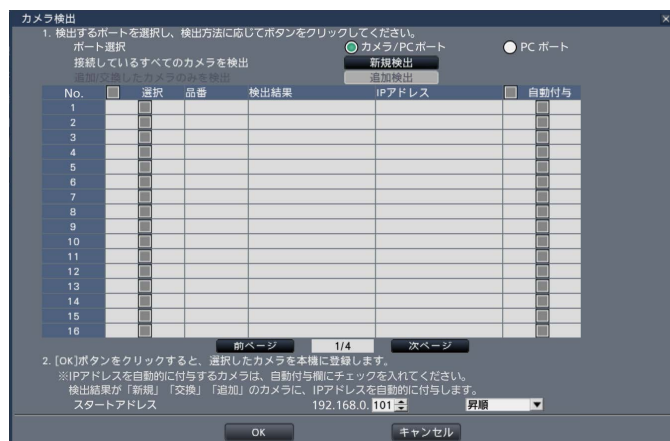 カメラ検出
1. 検出するポートを選択し、検出方法に応じてボタンをクリックしてください。
ポート選択 カメラ/PCポート PC ポート
接続しているすべてのカメラを検出 新規検出
追加/交換したカメラのみを検出 追加検出
No. 選択 品番 検出結果 IPアドレス 自動付与
1
2
3
4
5
6
7
8
9
10
11
12
13
14
15
16
前ページ 1/4 次ページ
2. [OK]ボタンをクリックすると、選択したカメラを本機に登録します。
※IPアドレスを自動的に付与するカメラは、自動付与欄にチェックを入れてください。
検出結果が「新規」「交換」「追加」のカメラに、IPアドレスを自動的に付与します。
スタートアドレス 192.168.0. 101 昇順
OK キャンセル